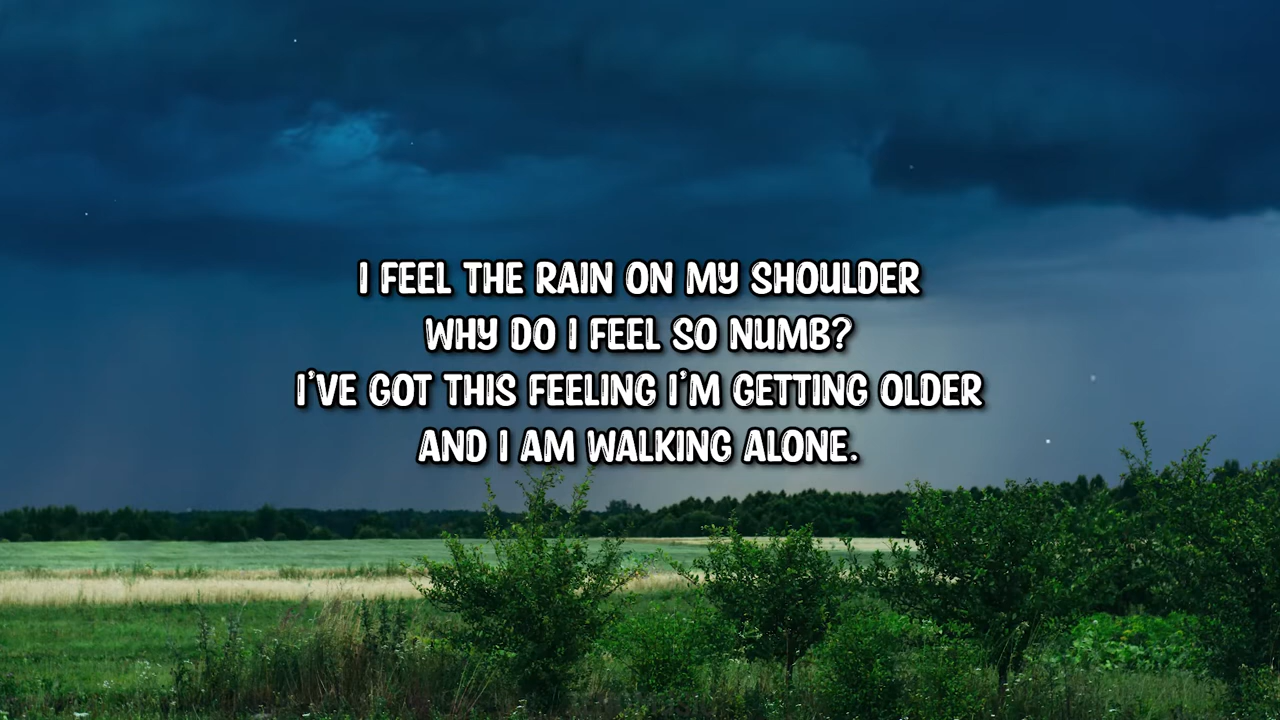 I FEEL THE RAIN ON MY SHOULDER
WHY DO I FEEL SO NUMB?
I'VE GOT THIS FEELING I'M GETTING OLDER
AND I AM WALKING ALONE.